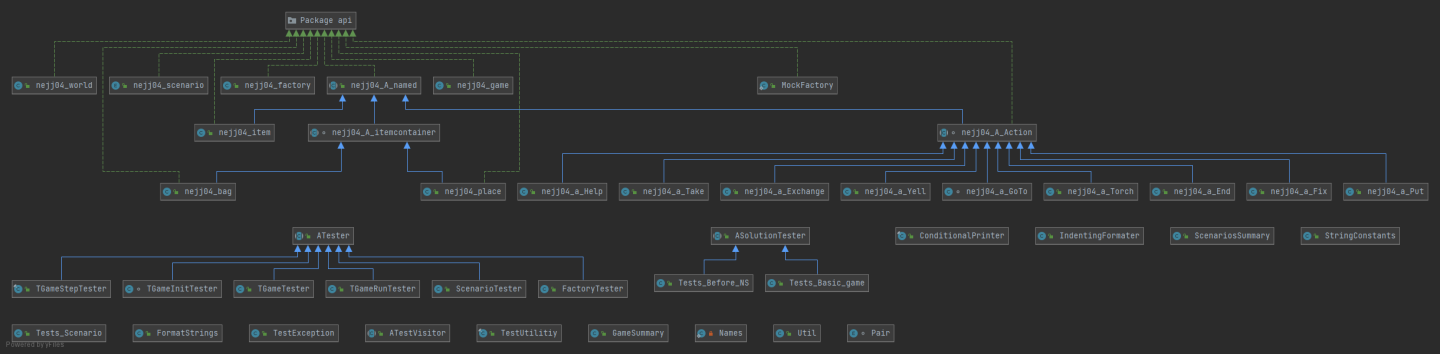 Package api
nejj04_world
nejj04_scenario
nejj04_factory
nejj04_A_named
nejj04_game
MockFactory
nejj04_item
nejj04_A_itemcontainer
nejj04_A_Action
nejj04_bag
nejj04_place
nejj04_a_Help
nejj04_a_Take
nejj04_a_Exchange
nejj04_a_Yell
nejj04_a_GoTo
nejj04_a_Torch
nejj04_a_End
nejj04_a_Fix
nejj04_a_Put
ATester
ASolutionTester
ConditionalPrinter
IndentingFormater
ScenariosSummary
StringConstants
TGameStepTester
TGameInitTester
TGameTester
TGameRunTester
ScenarioTester
FactoryTester
Tests_Before_NS
Tests_Basic_game
Tests_Scenario
FormatStrings
TestException
ATestVisitor
TestUtilitiy
GameSummary
Names
Util
Pair
Powered by yFiles